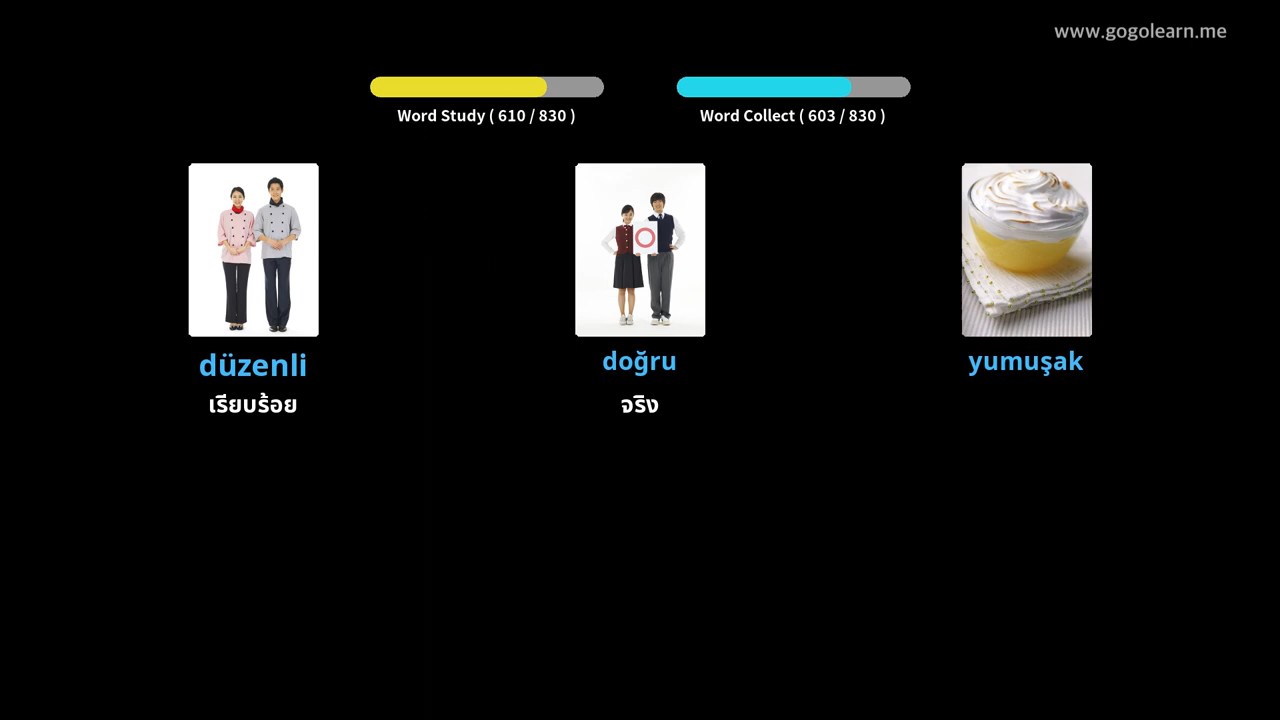 www.gogolearn.me
Word Study ( 610 / 830 )
Word Collect ( 603 / 830 )
düzenli
doğru
yumuşak
เรียบร้อย
จริง